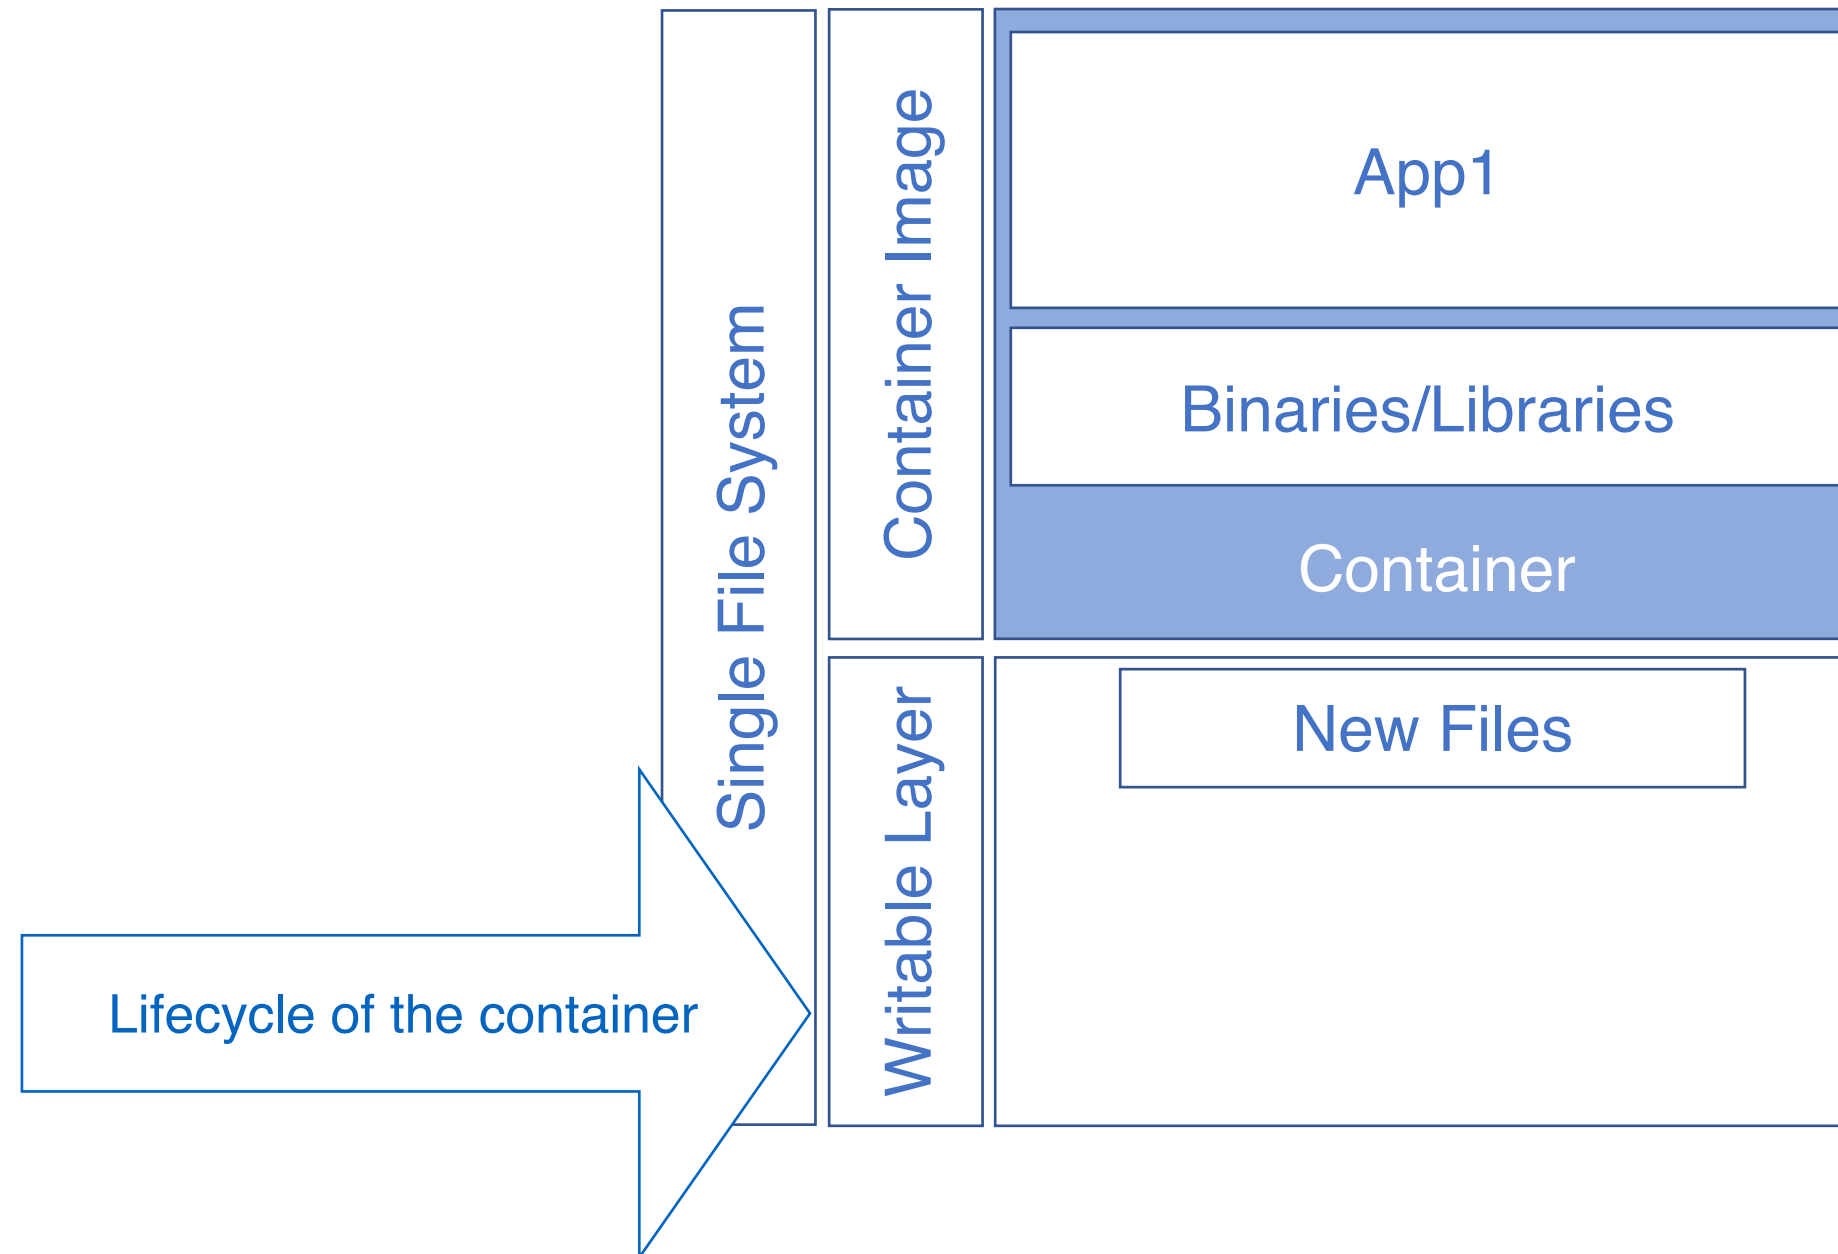 Single File System
Container Image
App1
Binaries/Libraries
Container
Writable Layer
New Files
Lifecycle of the container